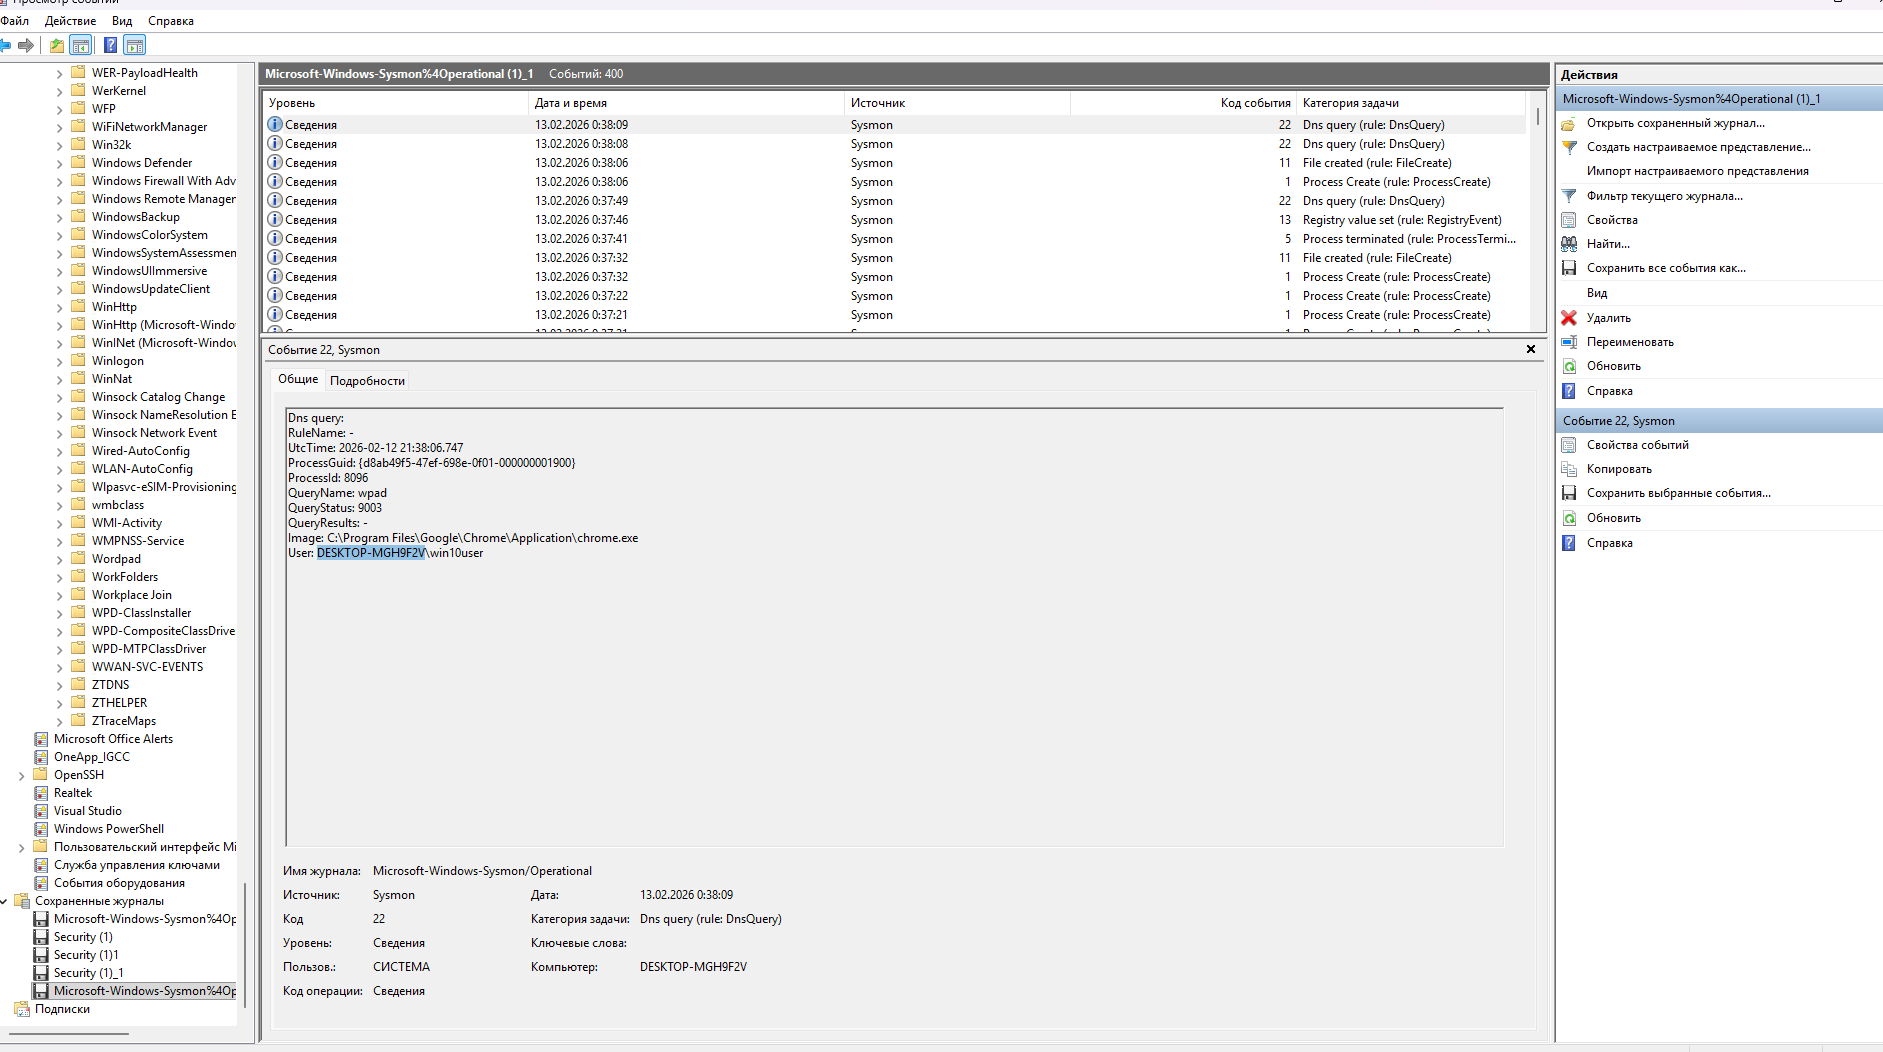 Просмотр событий
Файл Действие Вид Справка
WER-PayloadHealth
WerKernel
WFP
WiFiNetworkManager
Win32k
Windows Defender
Windows Firewall With Adv
Windows Remote Manager
WindowsBackup
WindowsColorSystem
WindowsSystemAssessmen
WindowsUIImmersive
WindowsUpdateClient
WinHttp
WinHttp (Microsoft-Windo
WinINet (Microsoft-Windov
Winlogon
WinNat
Winsock Catalog Change
Winsock NameResolution E
Winsock Network Event
Wired-AutoConfig
WLAN-AutoConfig
Wlpasvc-eSIM-Provisioning
wmbclass
WMI-Activity
WMPNSS-Service
Wordpad
WorkFolders
Workplace Join
WPD-ClassInstaller
WPD-CompositeClassDrive
WPD-MTPClassDriver
WWAN-SVC-EVENTS
ZTDNS
ZTHELPER
ZTraceMaps
Microsoft Office Alerts
OneApp_IGCC
OpenSSH
Realtek
Visual Studio
Windows PowerShell
Пользовательский интерфейс Mi
Служба управления ключами
События оборудования
Сохраненные журналы
Microsoft-Windows-Sysmon%4Op
Security (1)
Security (1)1
Security (1)_1
Microsoft-Windows-Sysmon%4Op
Подписки
Microsoft-Windows-Sysmon%4Operational (1)_1 Событий: 400
Уровень Дата и время Источник Код события Категория задачи
Сведения 13.02.2026 0:38:09 Sysmon 22 Dns query (rule: DnsQuery)
Сведения 13.02.2026 0:38:08 Sysmon 22 Dns query (rule: DnsQuery)
Сведения 13.02.2026 0:38:06 Sysmon 11 File created (rule: FileCreate)
Сведения 13.02.2026 0:38:06 Sysmon 1 Process Create (rule: ProcessCreate)
Сведения 13.02.2026 0:37:49 Sysmon 22 Dns query (rule: DnsQuery)
Сведения 13.02.2026 0:37:46 Sysmon 13 Registry value set (rule: RegistryEvent)
Сведения 13.02.2026 0:37:41 Sysmon 5 Process terminated (rule: ProcessTermi...
Сведения 13.02.2026 0:37:32 Sysmon 11 File created (rule: FileCreate)
Сведения 13.02.2026 0:37:32 Sysmon 1 Process Create (rule: ProcessCreate)
Сведения 13.02.2026 0:37:22 Sysmon 1 Process Create (rule: ProcessCreate)
Сведения 13.02.2026 0:37:21 Sysmon 1 Process Create (rule: ProcessCreate)
Событие 22, Sysmon
Общие Подробности
Dns query:
RuleName: -
UtcTime: 2026-02-12 21:38:06.747
ProcessGuid: {d8ab49f5-47ef-698e-0f01-000000001900}
ProcessId: 8096
QueryName: wpad
QueryStatus: 9003
QueryResults: -
Image: C:\Program Files\Google\Chrome\Application\chrome.exe
User: DESKTOP-MGH9F2V\win10user
Имя журнала: Microsoft-Windows-Sysmon/Operational
Источник: Sysmon Дата: 13.02.2026 0:38:09
Код 22 Категория задачи: Dns query (rule: DnsQuery)
Уровень: Сведения Ключевые слова:
Пользов.: СИСТЕМА Компьютер: DESKTOP-MGH9F2V
Код операции: Сведения
Действия
Microsoft-Windows-Sysmon%4Operational (1)_1
Открыть сохраненный журнал...
Создать настраиваемое представление...
Импорт настраиваемого представления
Фильтр текущего журнала...
Свойства
Найти...
Сохранить все события как...
Вид
Удалить
Переименовать
Обновить
Справка
Событие 22, Sysmon
Свойства событий
Копировать
Сохранить выбранные события...
Обновить
Справка